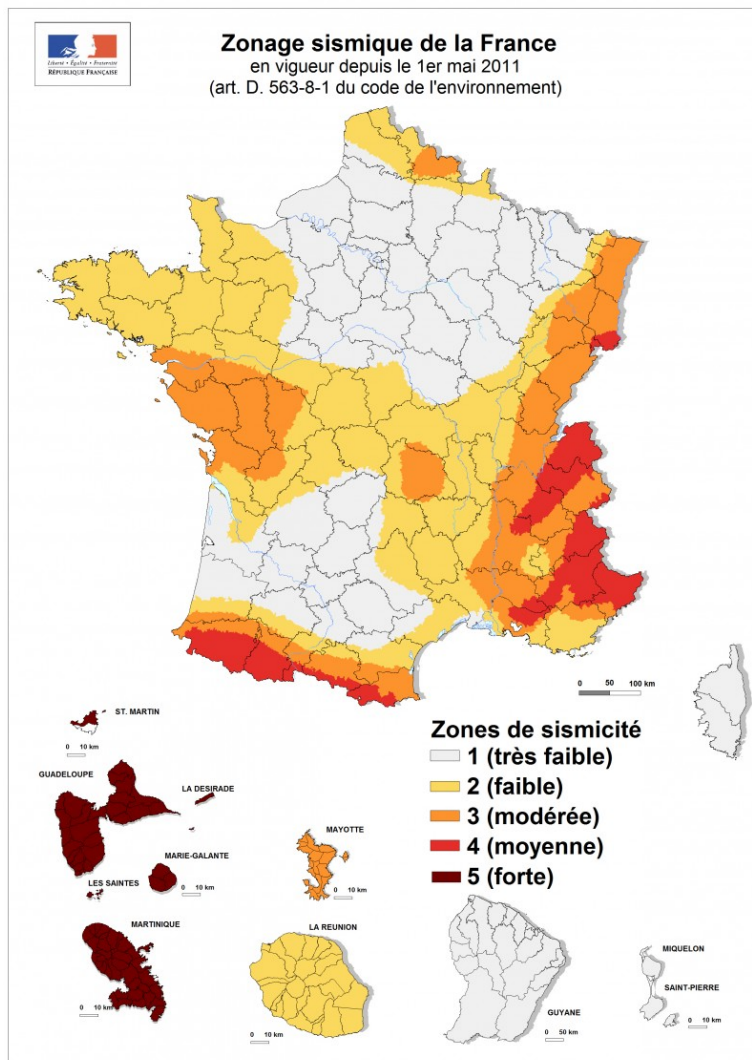 Liberté • Égalité • Fraternité
RÉPUBLIQUE FRANÇAISE
Zonage sismique de la France
en vigueur depuis le 1er mai 2011
(art. D. 563-8-1 du code de l'environnement)
0 50 100 km
ST. MARTIN
0 10 km
GUADELOUPE
LA DESIRADE
MARIE-GALANTE
0 10 km
LES SAINTES
MARTINIQUE
0 10 km
MAYOTTE
0 10 km
LA REUNION
0 10 km
Zones de sismicité
1 (très faible)
2 (faible)
3 (modérée)
4 (moyenne)
5 (forte)
GUYANE
0 50 km
MIQUELON
SAINT-PIERRE
0 10 km